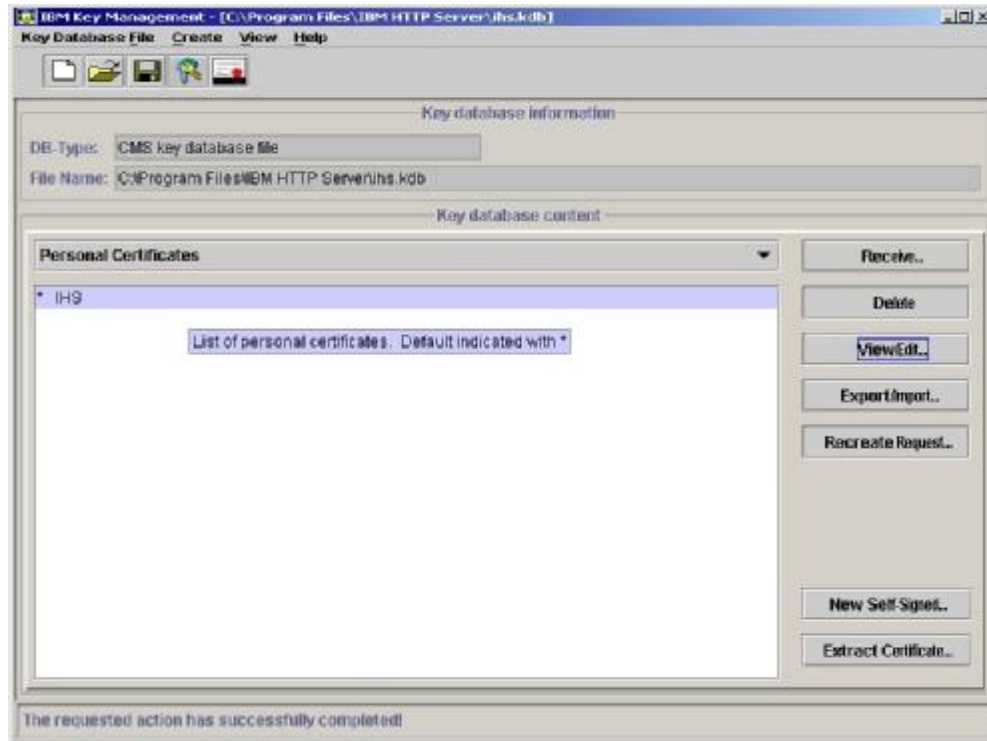 IBM Key Management - [C:\Program Files\IBM HTTP Server\ihs.kdb]
Key Database File Create View Help
Key database information
DB-Type: CMS key database file
File Name: C:\Program Files\IBM HTTP Server\ihs.kdb
Key database content
Personal Certificates
Receive...
* IHS
Delete
List of personal certificates. Default indicated with *
View/Edit...
Export/Import...
Recreate Request...
New Self-Signed...
Extract Certificate...
The requested action has successfully completed!